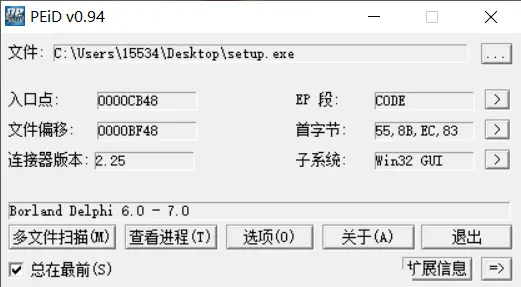 PEiD v0.94
文件: C:\Users\15534\Desktop\setup.exe ...
入口点: 0000CB48 EP 段: CODE >
文件偏移: 0000BF48 首字节: 55,8B,EC,83 >
连接器版本: 2.25 子系统: Win32 GUI >
Borland Delphi 6.0 - 7.0
多文件扫描(M) 查看进程(T) 选项(O) 关于(A) 退出
总在最前(S) 扩展信息 =>